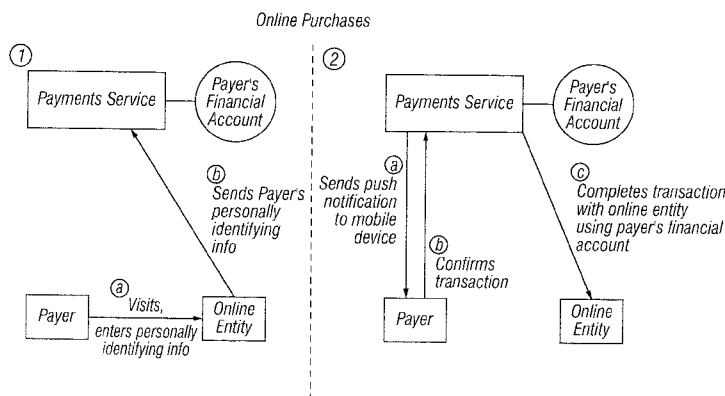 Online Purchases
1
Payments Service
Payer's
Financial
Account
b
Sends Payer's
personally
identifying
info
Payer
a
Visits,
enters personally
identifying info
Online
Entity
2
Payments Service
Payer's
Financial
Account
a
Sends push
notification
to mobile
device
b
Confirms
transaction
c
Completes transaction
with online entity
using payer's financial
account
Payer
Online
Entity